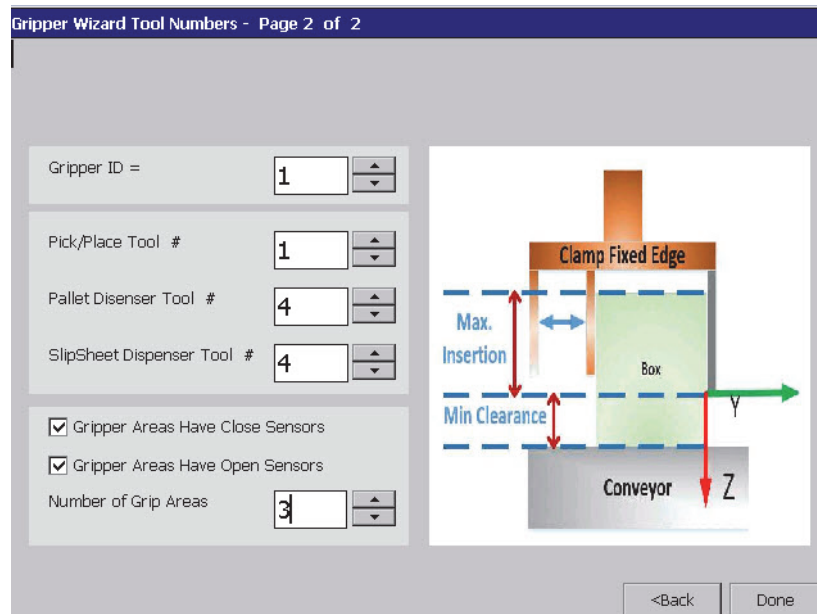 Gripper Wizard Tool Numbers - Page 2 of 2
Gripper ID =
1
Pick/Place Tool #
1
Pallet Disenser Tool #
4
SlipSheet Dispenser Tool #
4
Gripper Areas Have Close Sensors
Gripper Areas Have Open Sensors
Number of Grip Areas
3
Clamp Fixed Edge
Max.
Insertion
Box
Min Clearance
Y
Conveyor
Z
<Back
Done